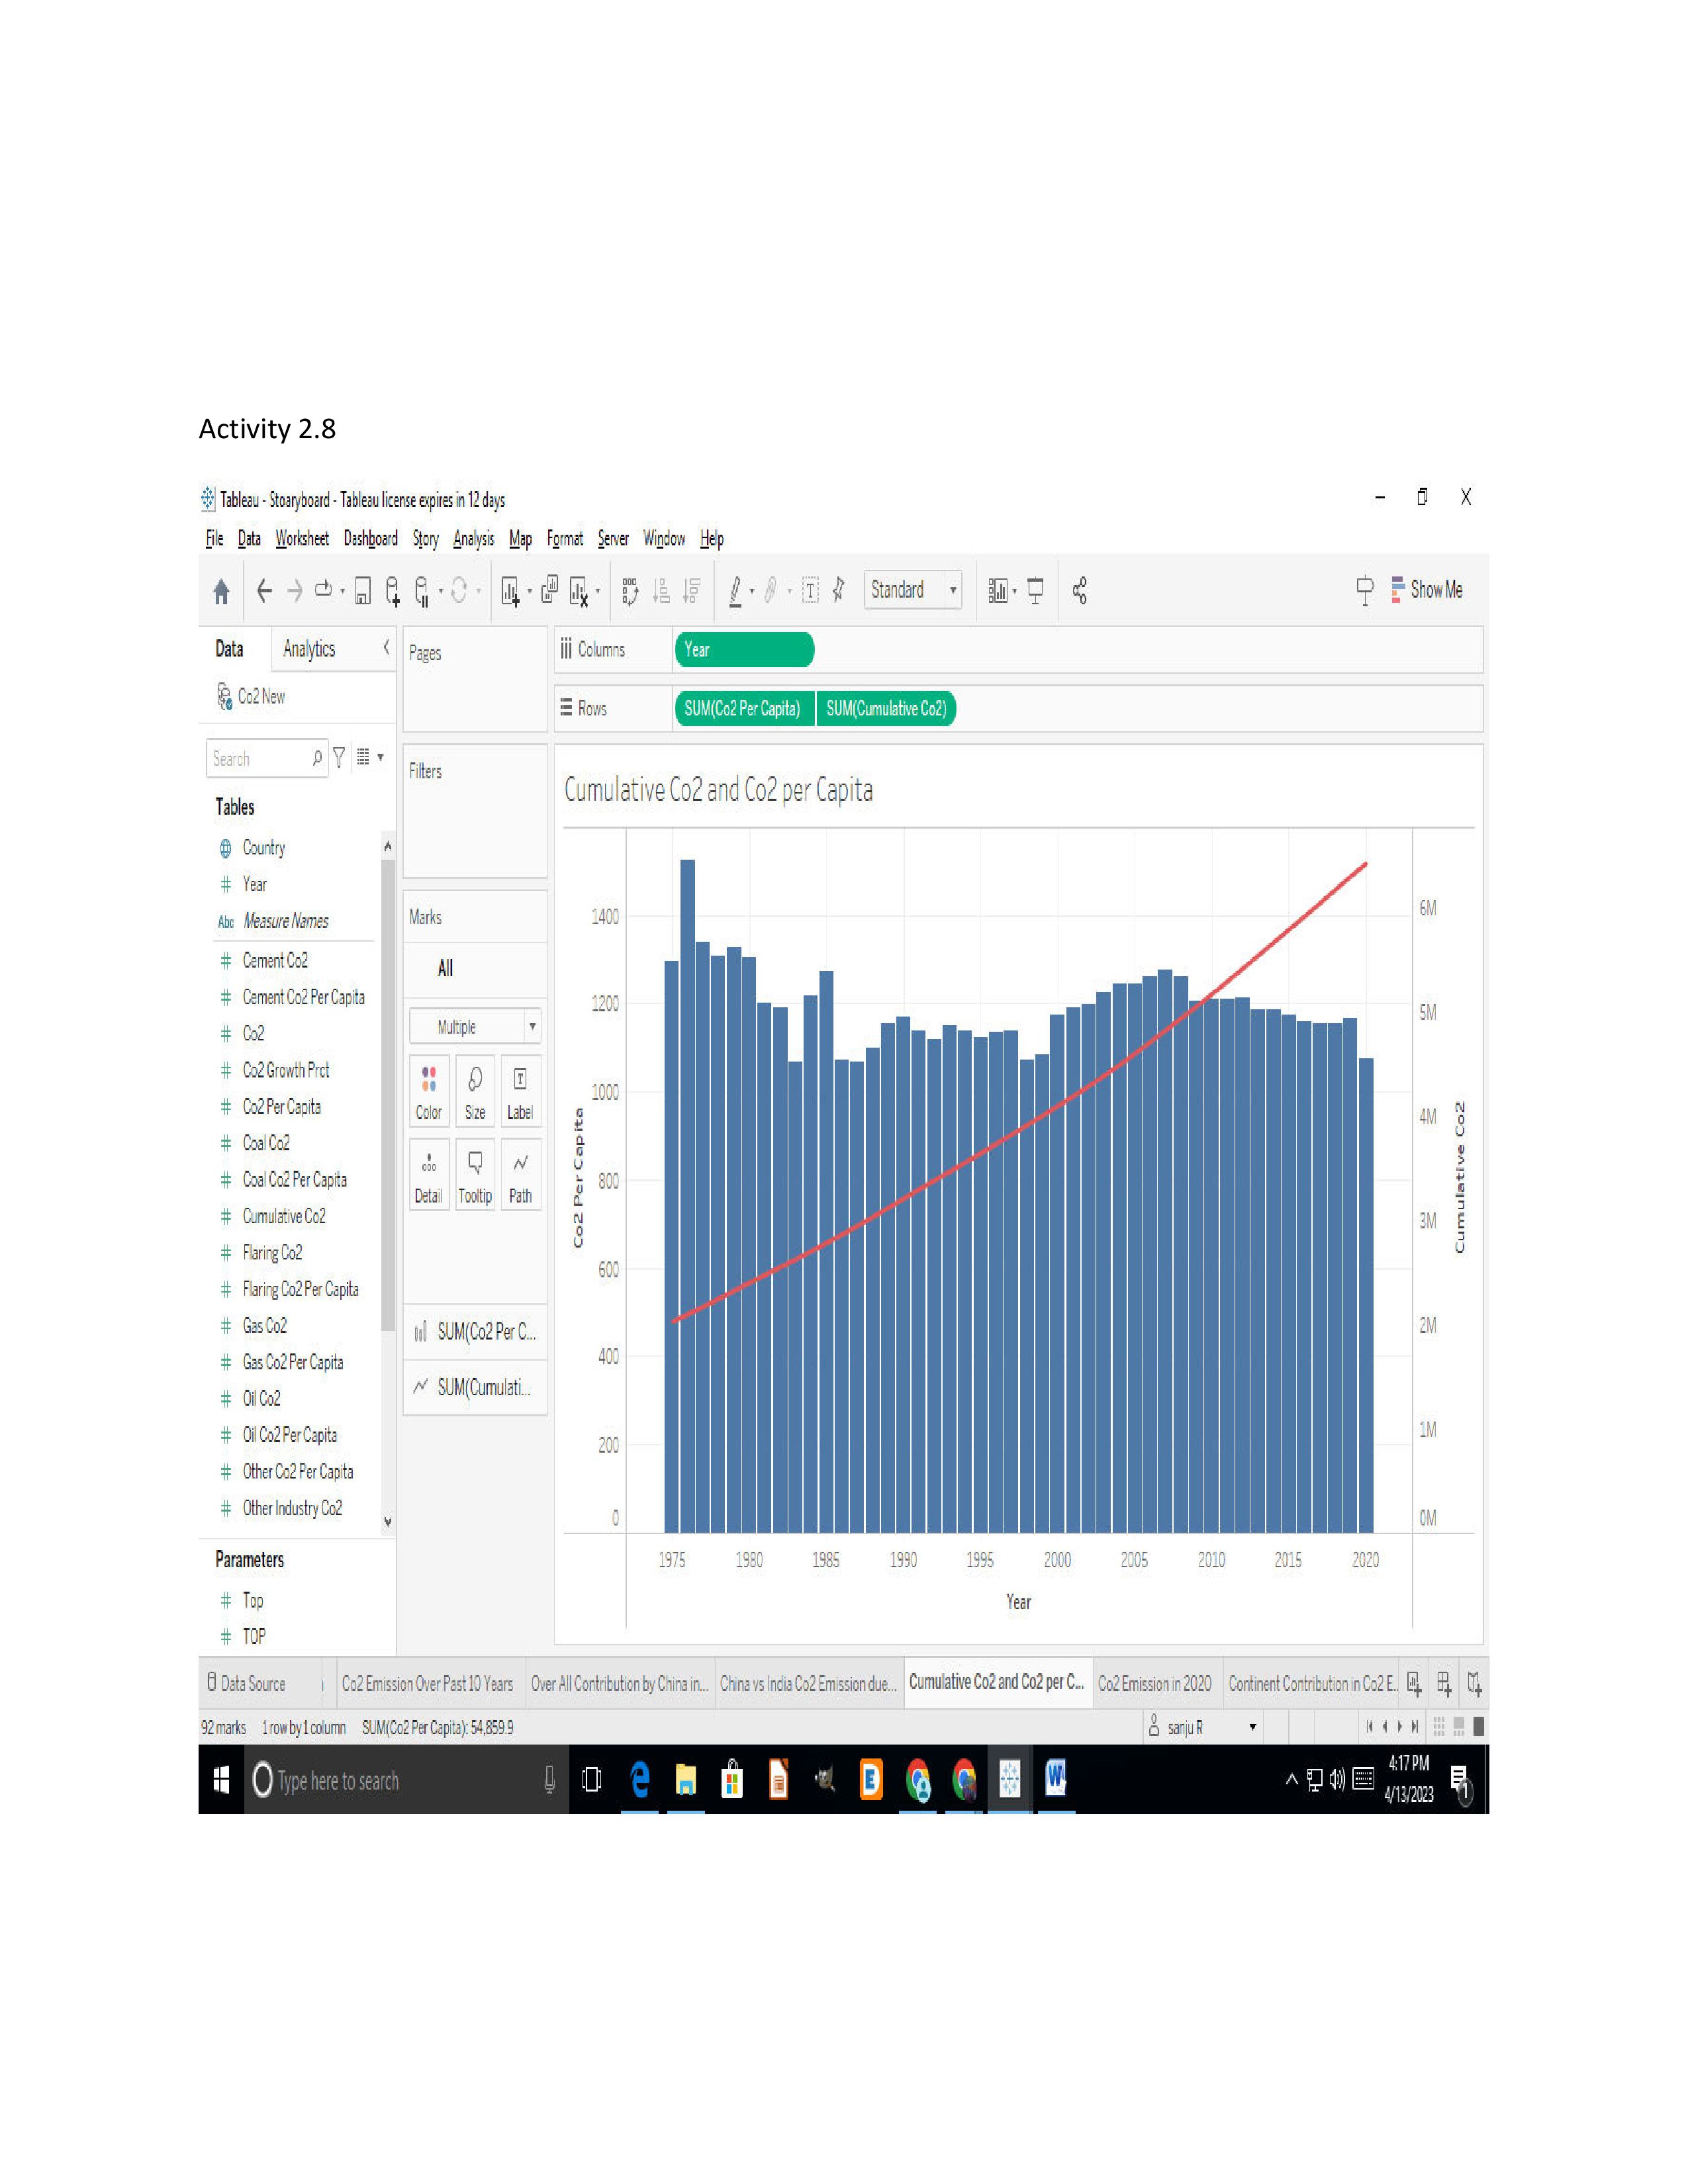 Activity 2.8
Tableau - Stoaryboard - Tableau license expires in 12 days
File Data Worksheet Dashboard Story Analysis Map Format Server Window Help
Standard
Show Me
Data Analytics
Co2 New
Search
Tables
Country
Year
Abc Measure Names
Cement Co2
Cement Co2 Per Capita
Co2
Co2 Growth Prct
Co2 Per Capita
Coal Co2
Coal Co2 Per Capita
Cumulative Co2
Flaring Co2
Flaring Co2 Per Capita
Gas Co2
Gas Co2 Per Capita
Oil Co2
Oil Co2 Per Capita
Other Co2 Per Capita
Other Industry Co2
Parameters
Top
TOP
Pages
Filters
Marks
All
Multiple
Color Size Label
Detail Tooltip Path
SUM(Co2 Per C...
SUM(Cumulati...
Columns Year
Rows SUM(Co2 Per Capita) SUM(Cumulative Co2)
Cumulative Co2 and Co2 per Capita
Co2 Per Capita
1400
1200
1000
800
600
400
200
0
6M
5M
4M
3M
2M
1M
0M
Cumulative Co2
1975 1980 1985 1990 1995 2000 2005 2010 2015 2020
Year
Data Source Co2 Emission Over Past 10 Years Over All Contribution by China in... China vs India Co2 Emission due... Cumulative Co2 and Co2 per C... Co2 Emission in 2020 Continent Contribution in Co2 E..
92 marks 1 row by 1 column SUM(Co2 Per Capita): 54,859.9 sanju R
Type here to search
4:17 PM
4/13/2023
1